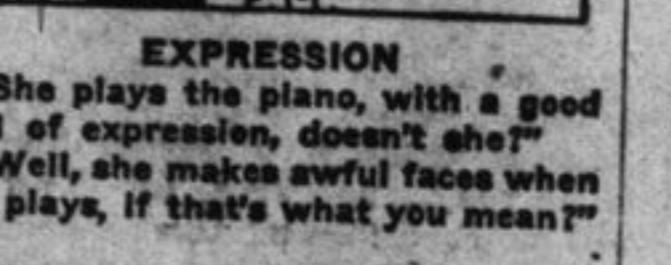 EXPRESSION
She plays the piano, with a good
of expression, doesn't she?"
Well, she makes awful faces when
plays, if that's what you mean?"